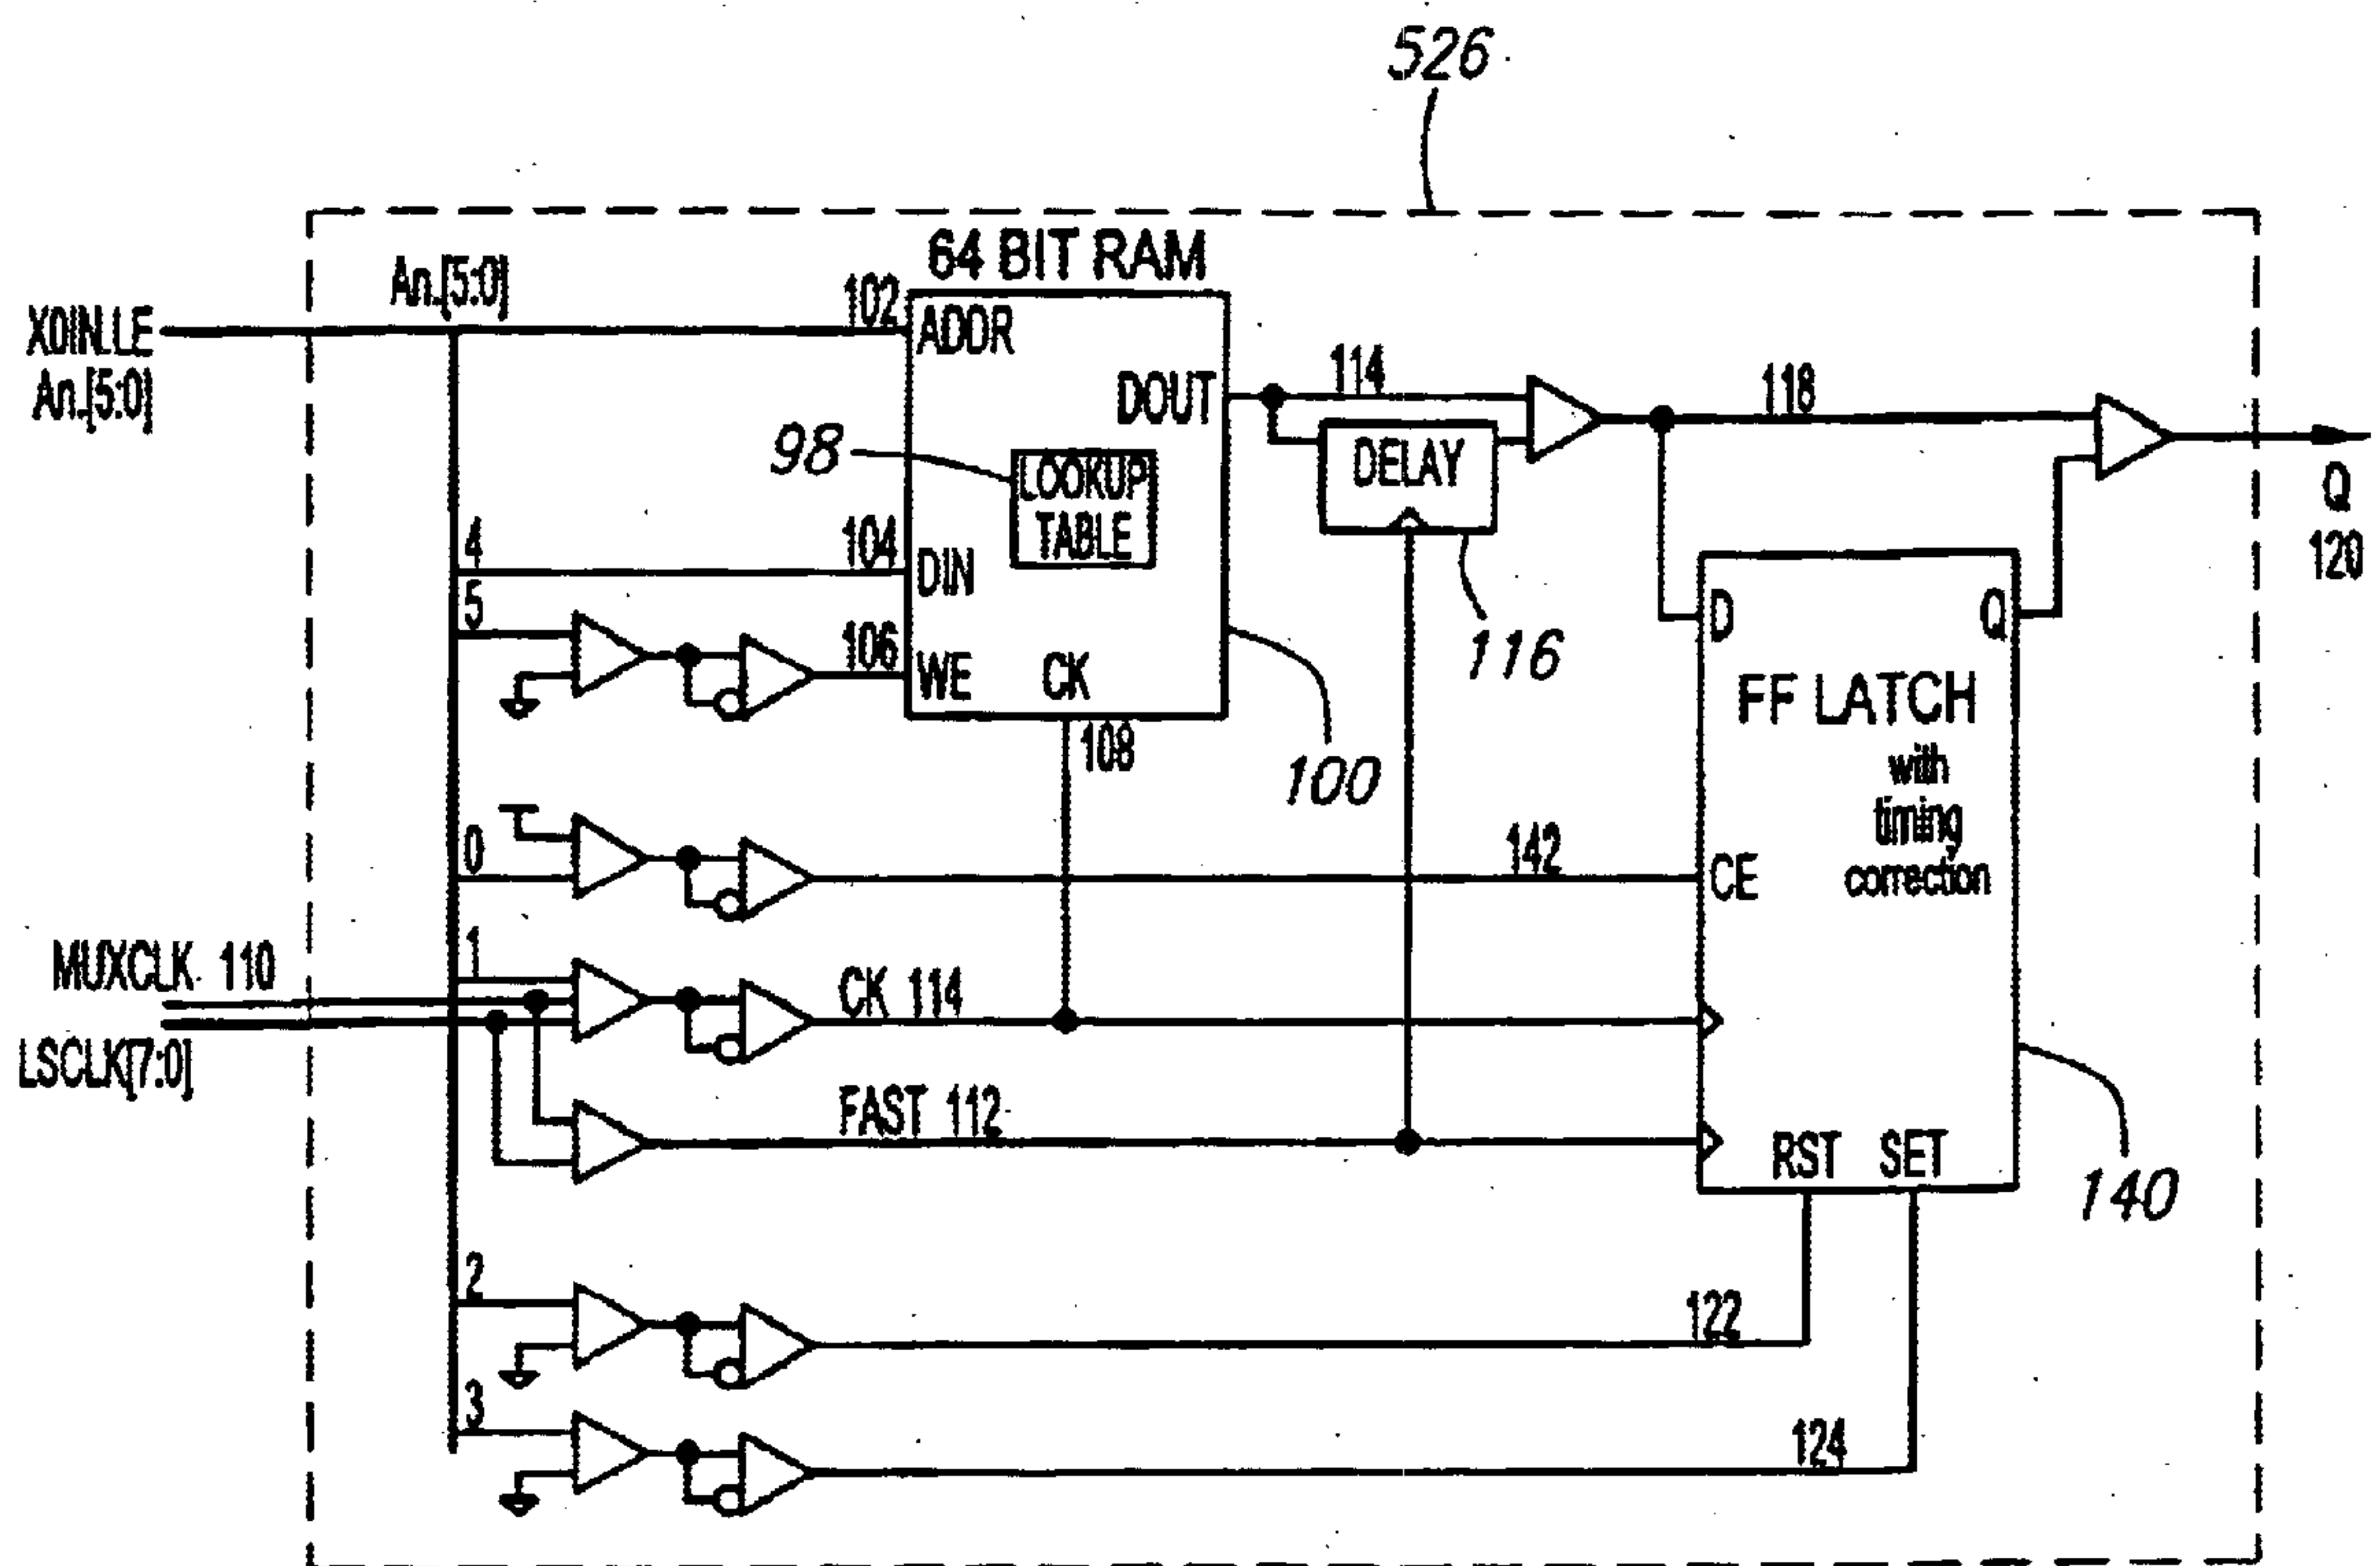 526
64 BIT RAM
An.[5:0]
XDIN.LE
An.[5:0]
102
ADDR
DOUT
114
118
98
LOOKUP
TABLE
DELAY
Q
120
4
104
DIN
5
106
WE
CK
108
116
100
D
Q
FF LATCH
with
timing
correction
0
142
CE
1
MUXCLK 110
LSCLK[7:0]
CK 114
FAST 112
RST SET
140
2
122
3
124